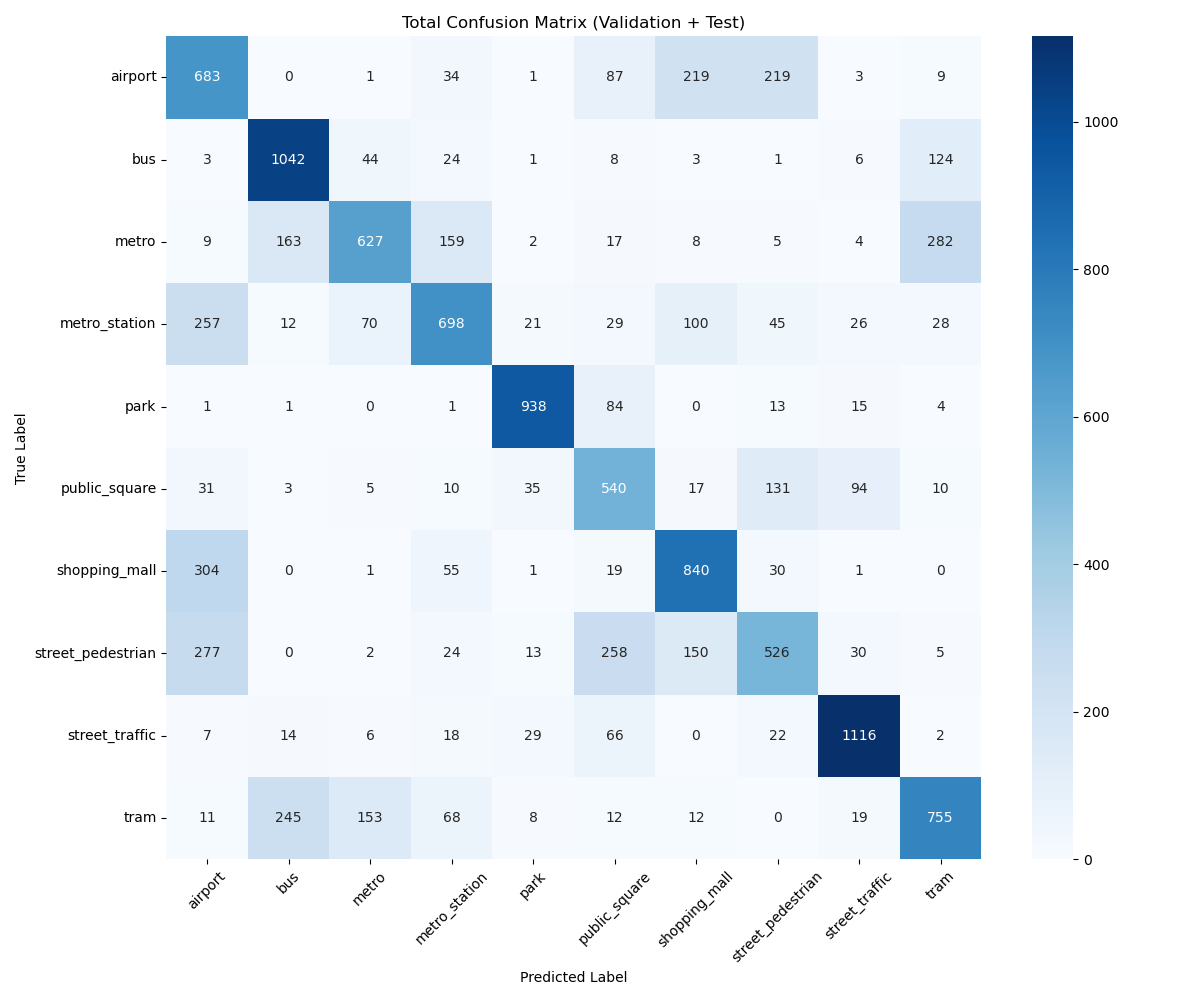 Total Confusion Matrix (Validation + Test)
airport 683 0 1 34 1 87 219 219 3 9
bus 3 1042 44 24 1 8 3 1 6 124
metro 9 163 627 159 2 17 8 5 4 282
metro_station 257 12 70 698 21 29 100 45 26 28
park 1 1 0 1 938 84 0 13 15 4
public_square 31 3 5 10 35 540 17 131 94 10
shopping_mall 304 0 1 55 1 19 840 30 1 0
street_pedestrian 277 0 2 24 13 258 150 526 30 5
street_traffic 7 14 6 18 29 66 0 22 1116 2
tram 11 245 153 68 8 12 12 0 19 755
airport bus metro metro_station park public_square shopping_mall street_pedestrian street_traffic tram
Predicted Label
True Label
1000
800
600
400
200
0